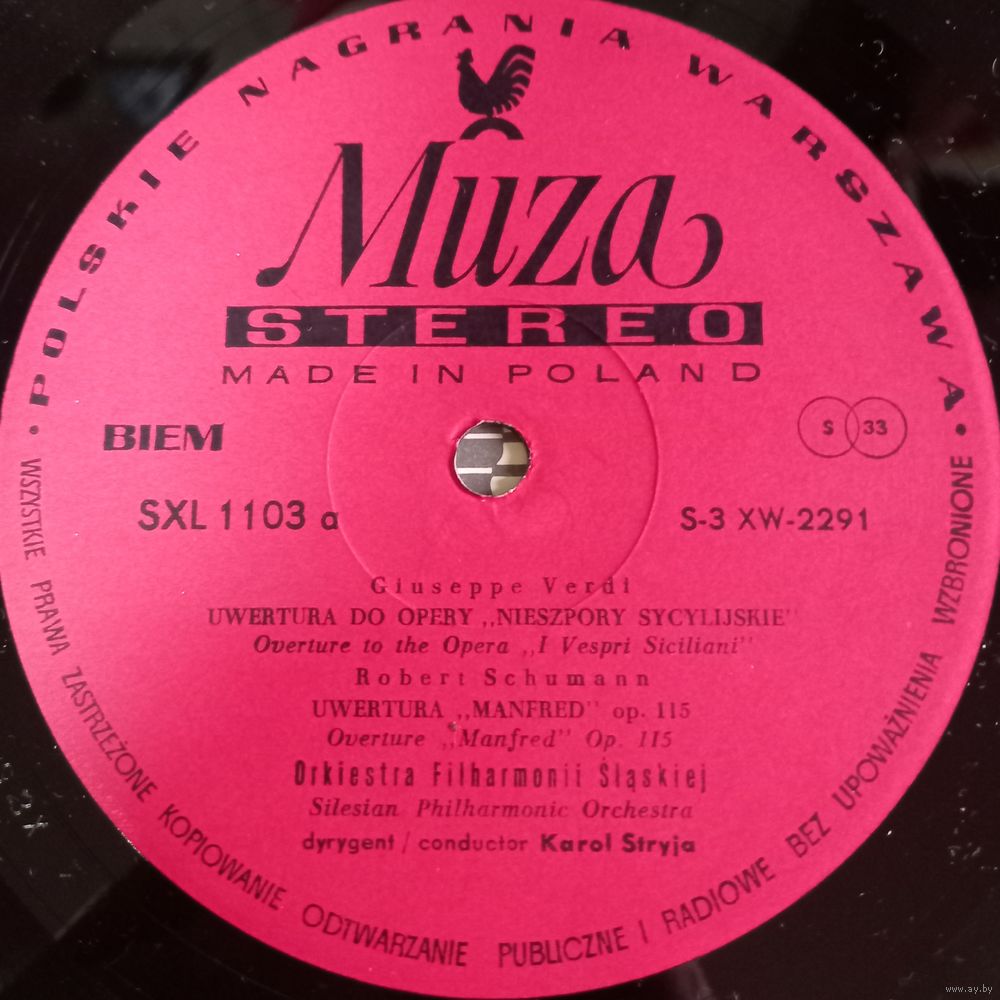 POLSKIE NAGRANIA WARSZAWA
Muza
STEREO
MADE IN POLAND
BIEM
S 33
SXL 1103 a
S-3 XW-2291
Giuseppe Verdi
UWERTURA DO OPERY „NIESZPORY SYCYLIJSKIE"
Overture to the Opera „I Vespri Siciliani"
Robert Schumann
UWERTURA „MANFRED" op. 115
Overture „Manfred" Op. 115
Orkiestra Filharmonii Śląskiej
Silesian Philharmonic Orchestra
dyrygent / conductor Karol Stryja
• WSZYSTKIE PRAWA ZASTRZEŻONE KOPIOWANIE ODTWARZANIE PUBLICZNE I RADIOWE BEZ UPOWAŻNIENIA WZBRONIONE •
www.ay.by